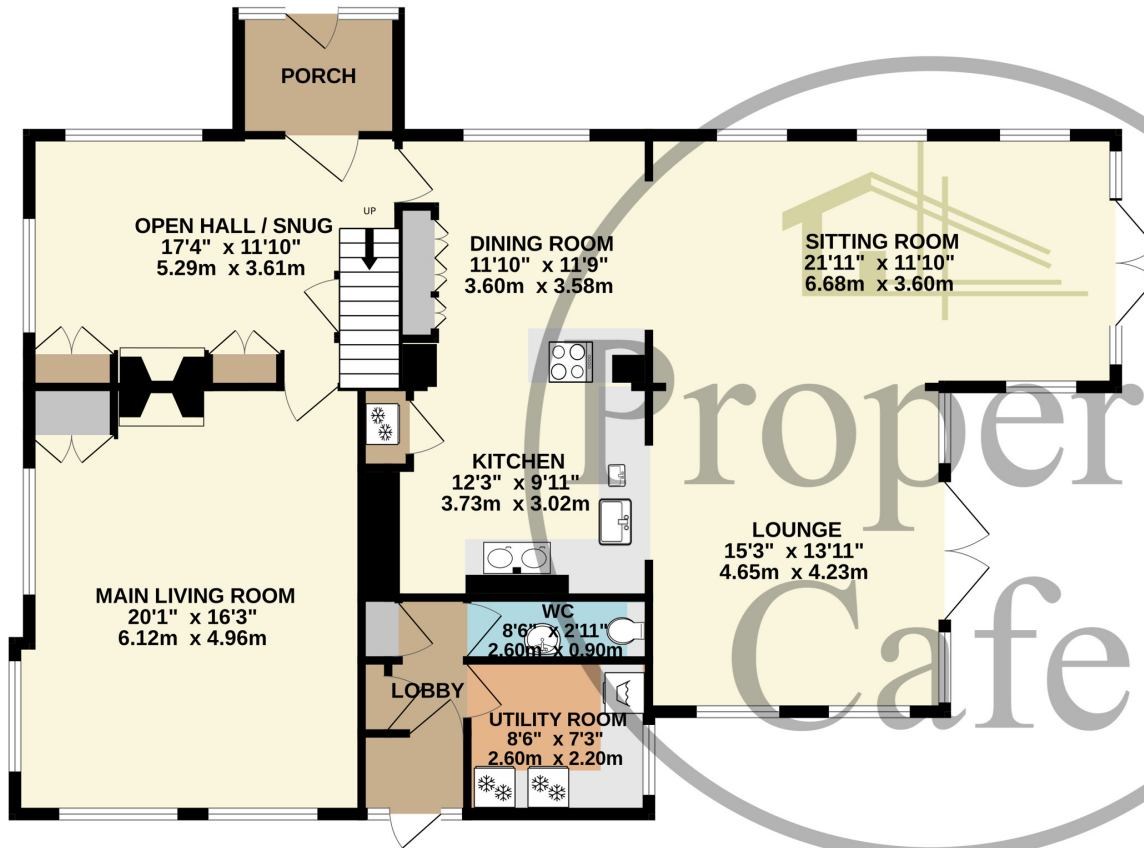 PORCH
OPEN HALL / SNUG
17'4" x 11'10"
5.29m x 3.61m
UP
DINING ROOM
11'10" x 11'9"
3.60m x 3.58m
SITTING ROOM
21'11" x 11'10"
6.68m x 3.60m
KITCHEN
12'3" x 9'11"
3.73m x 3.02m
LOUNGE
15'3" x 13'11"
4.65m x 4.23m
MAIN LIVING ROOM
20'1" x 16'3"
6.12m x 4.96m
WC
8'6" x 2'11"
2.60m x 0.90m
LOBBY
UTILITY ROOM
8'6" x 7'3"
2.60m x 2.20m
Proper
Cafe